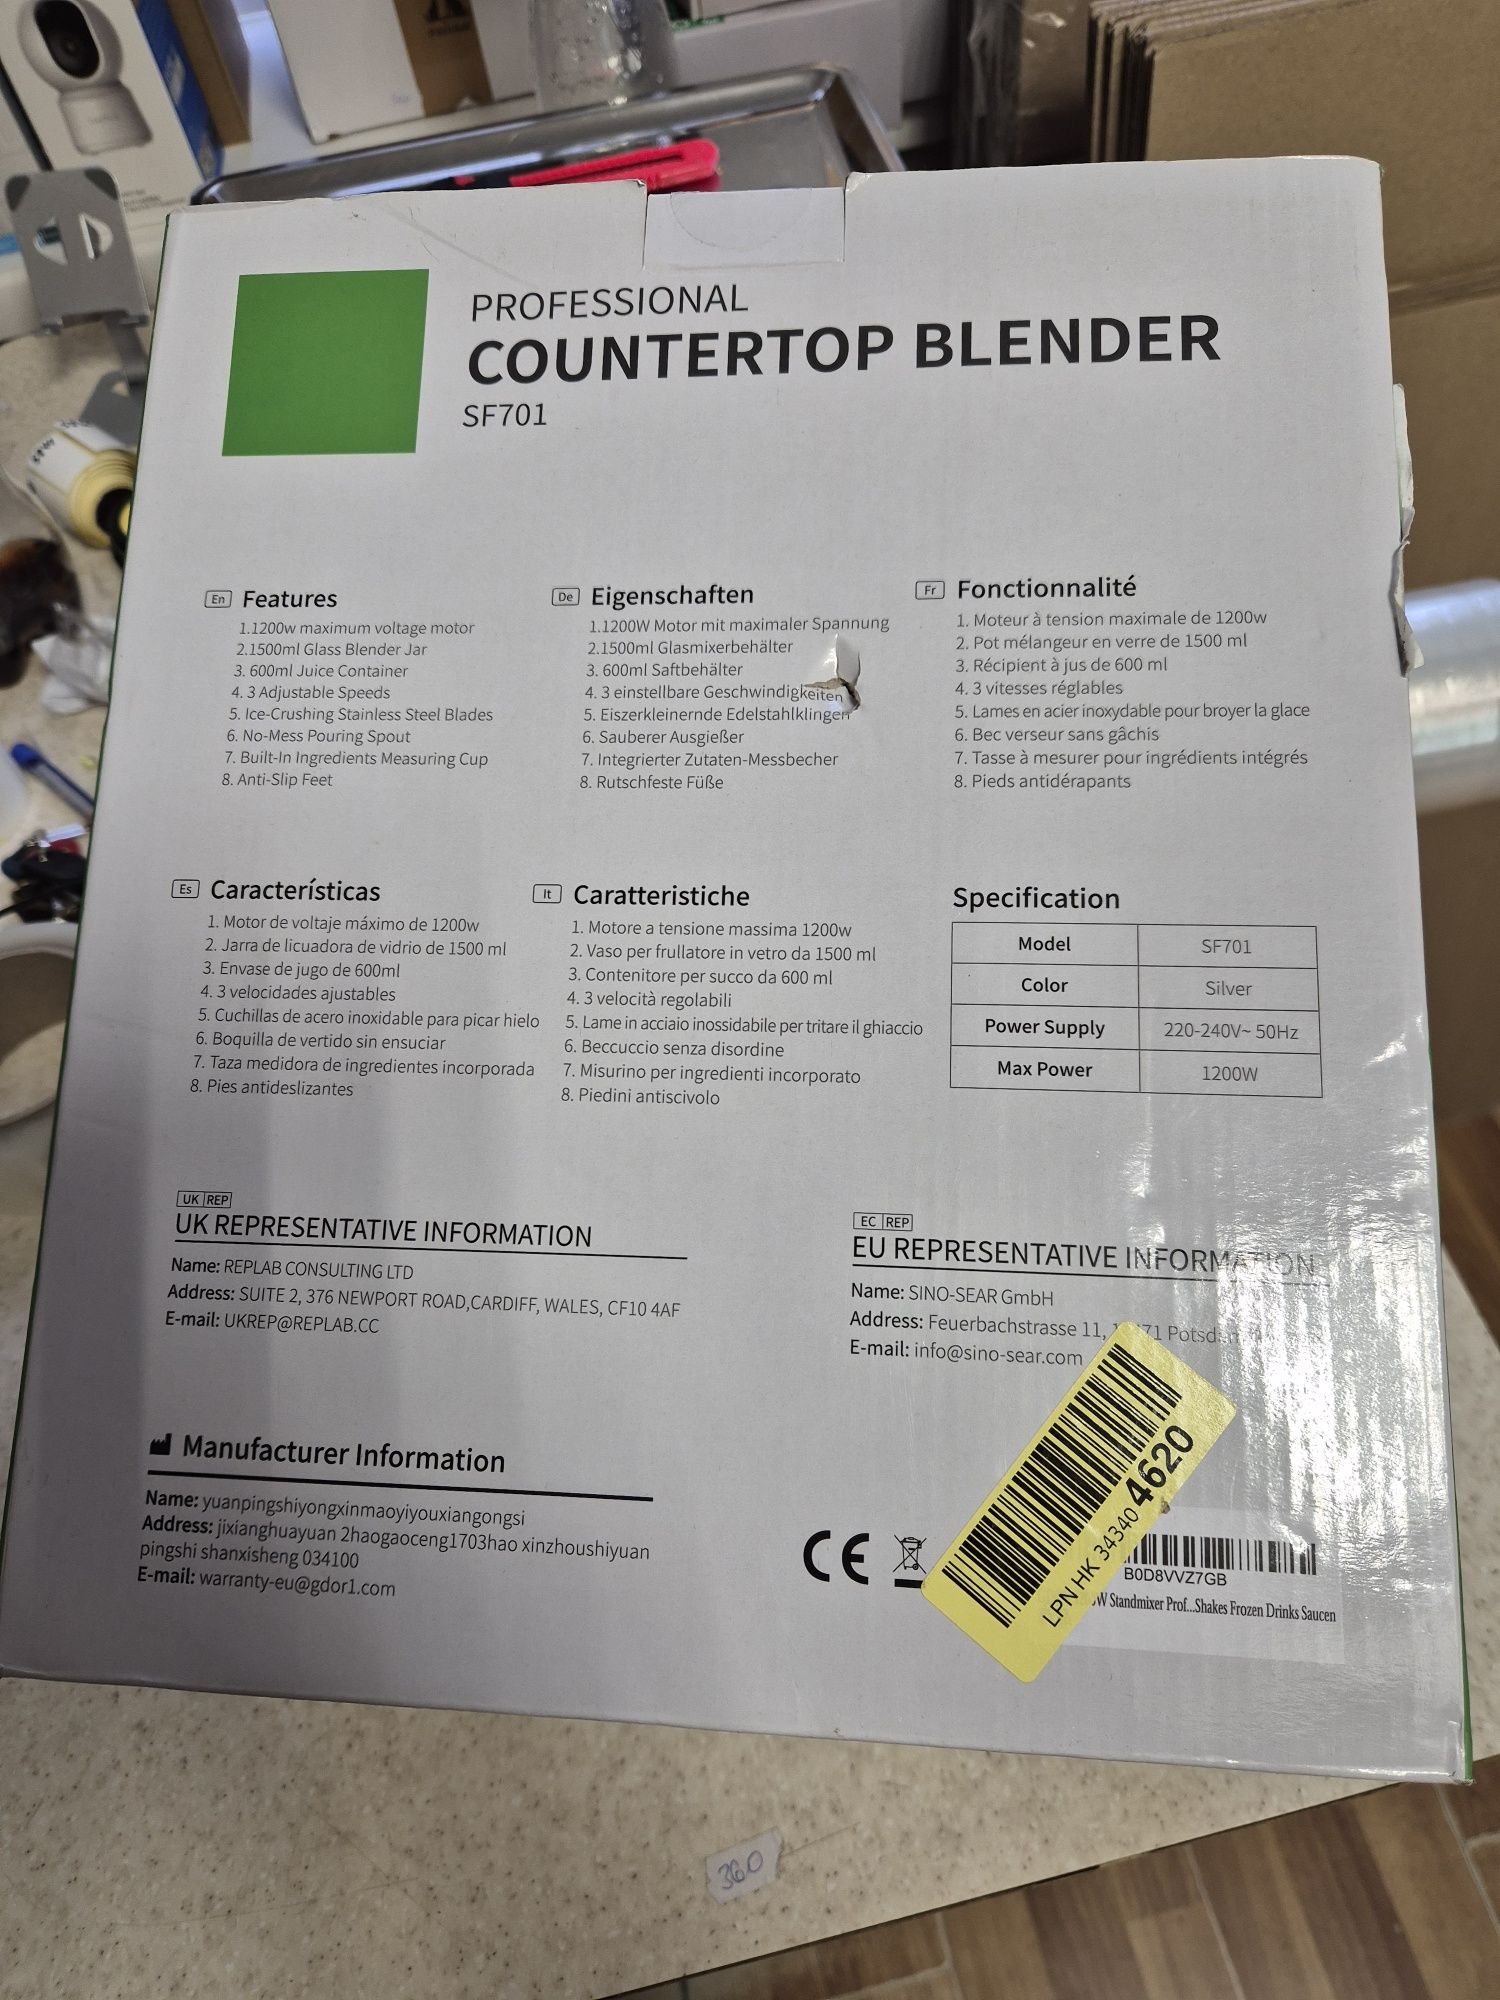 PROFESSIONAL
COUNTERTOP BLENDER
SF701
En Features
1.1200w maximum voltage motor
2.1500ml Glass Blender Jar
3. 600ml Juice Container
4. 3 Adjustable Speeds
5. Ice-Crushing Stainless Steel Blades
6. No-Mess Pouring Spout
7. Built-In Ingredients Measuring Cup
8. Anti-Slip Feet
De Eigenschaften
1.1200W Motor mit maximaler Spannung
2.1500ml Glasmixerbehälter
3. 600ml Saftbehälter
4. 3 einstellbare Geschwindigkeiten
5. Eiszerkleinernde Edelstahlklingen
6. Sauberer Ausgießer
7. Integrierter Zutaten-Messbecher
8. Rutschfeste Füße
Fr Fonctionnalité
1. Moteur à tension maximale de 1200w
2. Pot mélangeur en verre de 1500 ml
3. Récipient à jus de 600 ml
4. 3 vitesses réglables
5. Lames en acier inoxydable pour broyer la glace
6. Bec verseur sans gâchis
7. Tasse à mesurer pour ingrédients intégrés
8. Pieds antidérapants
Es Características
1. Motor de voltaje máximo de 1200w
2. Jarra de licuadora de vidrio de 1500 ml
3. Envase de jugo de 600ml
4. 3 velocidades ajustables
5. Cuchillas de acero inoxidable para picar hielo
6. Boquilla de vertido sin ensuciar
7. Taza medidora de ingredientes incorporada
8. Pies antideslizantes
It Caratteristiche
1. Motore a tensione massima 1200w
2. Vaso per frullatore in vetro da 1500 ml
3. Contenitore per succo da 600 ml
4. 3 velocità regolabili
5. Lame in acciaio inossidabile per tritare il ghiaccio
6. Beccuccio senza disordine
7. Misurino per ingredienti incorporato
8. Piedini antiscivolo
Specification
Model SF701
Color Silver
Power Supply 220-240V~ 50Hz
Max Power 1200W
UK REP
UK REPRESENTATIVE INFORMATION
Name: REPLAB CONSULTING LTD
Address: SUITE 2, 376 NEWPORT ROAD,CARDIFF, WALES, CF10 4AF
E-mail: UKREP@REPLAB.CC
EC REP
EU REPRESENTATIVE INFORMATION
Name: SINO-SEAR GmbH
Address: Feuerbachstrasse 11,
E-mail: info@sino-sear.com
Manufacturer Information
Name: yuanpingshiyongxinmaoyiyouxiangongsi
Address: jixianghuayuan 2haogaoceng1703hao xinzhoushiyuan
pingshi shanxisheng 034100
E-mail: warranty-eu@gdor1.com
CE
LPN HK 34340 4620
B0D8VVZ7GB
W Standmixer Prof...Shakes Frozen Drinks Saucen
360